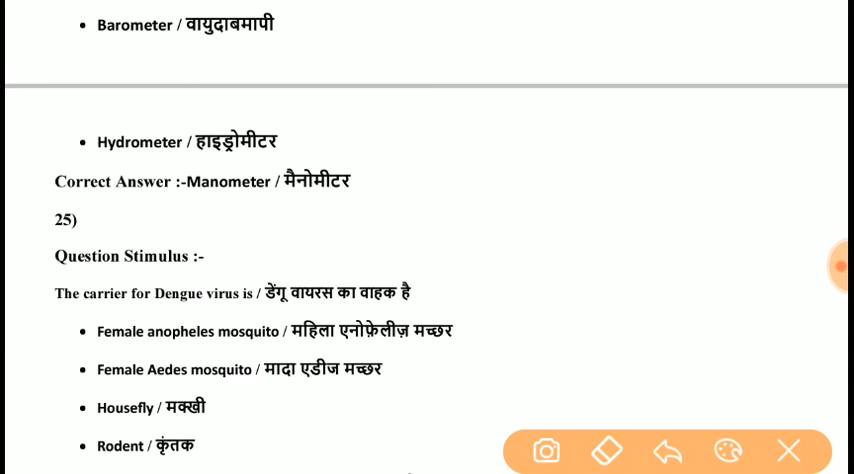 • Barometer / वायुदाबमापी
• Hydrometer / हाइड्रोमीटर
Correct Answer :-Manometer / मैनोमीटर
25)
Question Stimulus :-
The carrier for Dengue virus is / डेंगू वायरस का वाहक है
• Female anopheles mosquito / महिला एनोफ़ेलीज़ मच्छर
• Female Aedes mosquito / मादा एडीज मच्छर
• Housefly / मक्खी
• Rodent / कृंतक